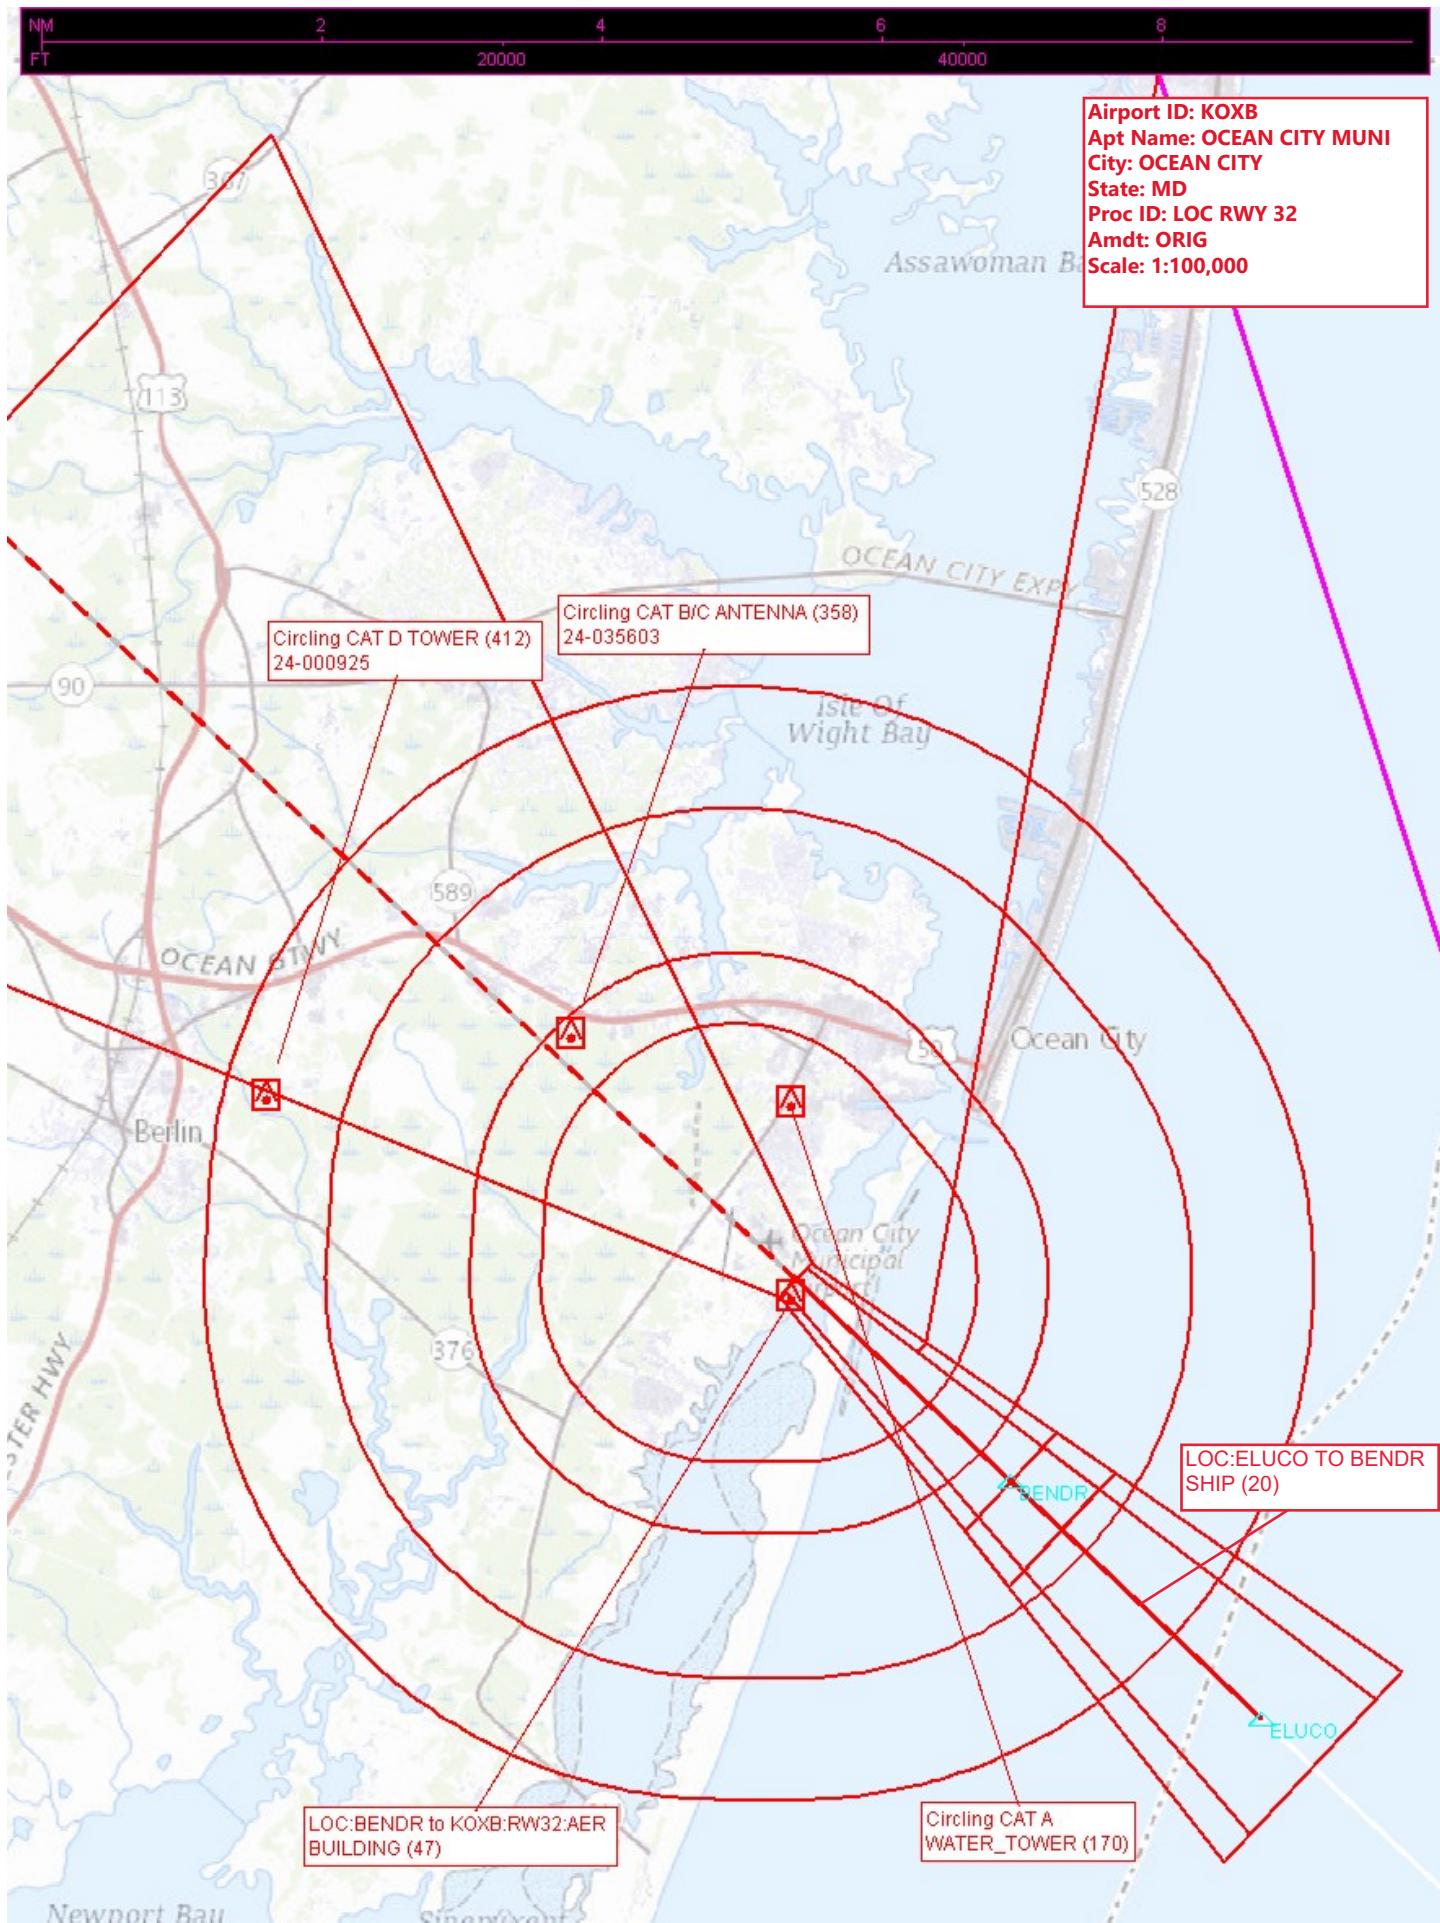 NM 2 4 6 8
FT 20000 40000
Airport ID: KOXB
Apt Name: OCEAN CITY MUNI
City: OCEAN CITY
State: MD
Proc ID: LOC RWY 32
Amdt: ORIG
Scale: 1:100,000
367
Assawoman Ba
113
528
OCEAN CITY EXPY
Circling CAT B/C ANTENNA (358)
24-035603
Circling CAT D TOWER (412)
24-000925
90
Isle Of
Wight Bay
589
OCEAN GTWY
50
Ocean City
Berlin
Ocean City
Municipal
Airport
376
STER HWY
LOC:ELUCO TO BENDR
SHIP (20)
BENDR
ELUCO
LOC:BENDR to KOXB:RW32:AER
BUILDING (47)
Circling CAT A
WATER_TOWER (170)
Newport Bay
Sinepuxent